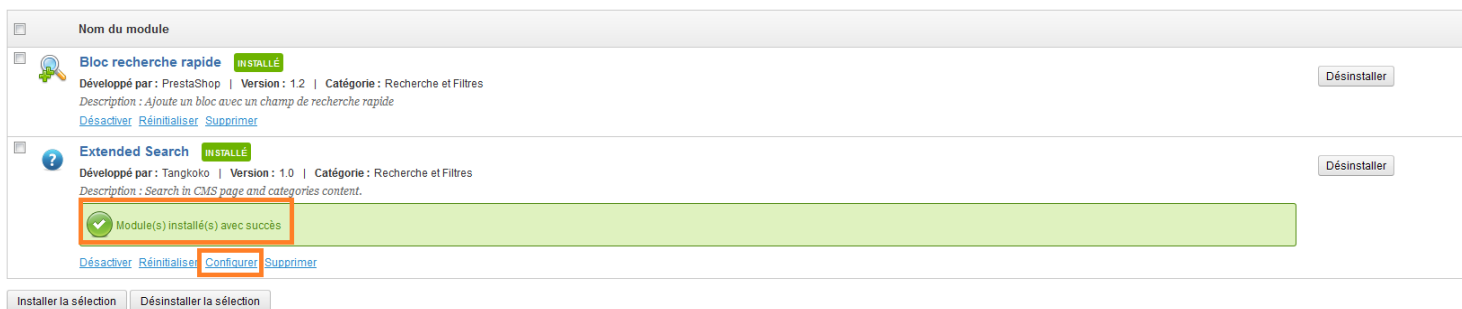 Nom du module
Bloc recherche rapide INSTALLÉ
Développé par : PrestaShop | Version : 1.2 | Catégorie : Recherche et Filtres
Désinstaller
Description : Ajoute un bloc avec un champ de recherche rapide
Désactiver Réinitialiser Supprimer
Extended Search INSTALLÉ
Développé par : Tangkoko | Version : 1.0 | Catégorie : Recherche et Filtres
Désinstaller
Description : Search in CMS page and categories content.
Module(s) installé(s) avec succès
Désactiver Réinitialiser Configurer Supprimer
Installer la sélection Désinstaller la sélection